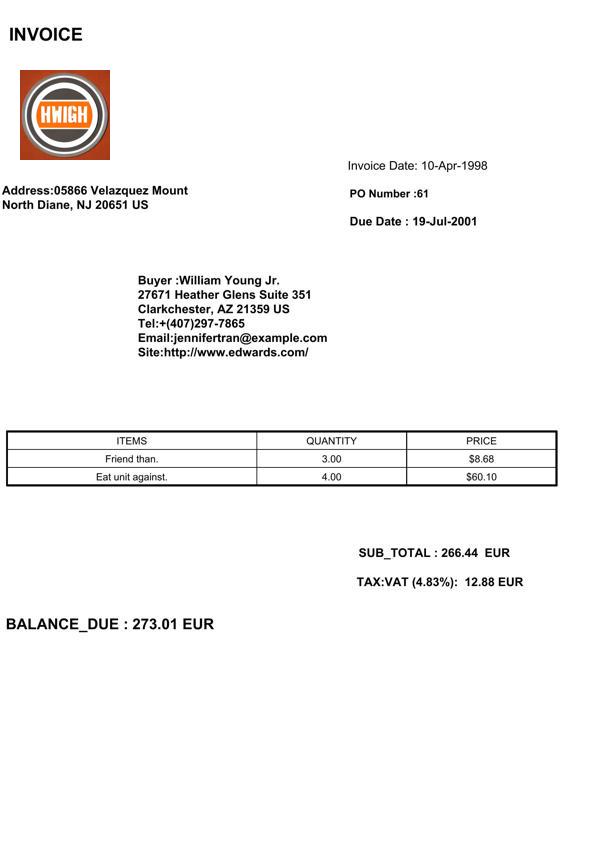 INVOICE
HWIGH
Invoice Date: 10-Apr-1998
Address:05866 Velazquez Mount
North Diane, NJ 20651 US
PO Number :61
Due Date : 19-Jul-2001
Buyer :William Young Jr.
27671 Heather Glens Suite 351
Clarkchester, AZ 21359 US
Tel:+(407)297-7865
Email:jennifertran@example.com
Site:http://www.edwards.com/
ITEMS QUANTITY PRICE
Friend than. 3.00 $8.68
Eat unit against. 4.00 $60.10
SUB_TOTAL : 266.44 EUR
TAX:VAT (4.83%): 12.88 EUR
BALANCE_DUE : 273.01 EUR